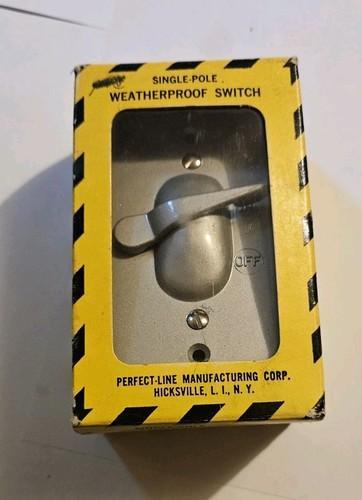 SINGLE-POLE
WEATHERPROOF SWITCH
OFF
PERFECT-LINE MANUFACTURING CORP.
HICKSVILLE, L. I., N. Y.